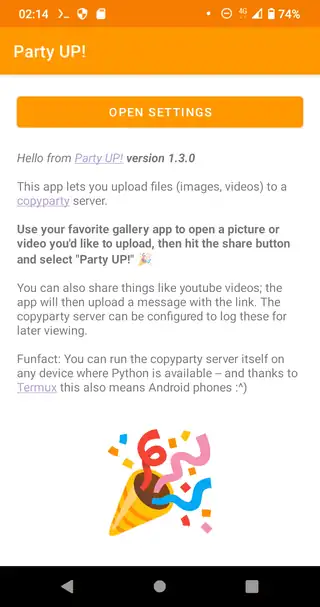 02:14 4G 74%
Party UP!
OPEN SETTINGS
Hello from Party UP! version 1.3.0
This app lets you upload files (images, videos) to a
copyparty server.
Use your favorite gallery app to open a picture or
video you'd like to upload, then hit the share button
and select "Party UP!" 🎉
You can also share things like youtube videos; the
app will then upload a message with the link. The
copyparty server can be configured to log these for
later viewing.
Funfact: You can run the copyparty server itself on
any device where Python is available – and thanks to
Termux this also means Android phones :^)